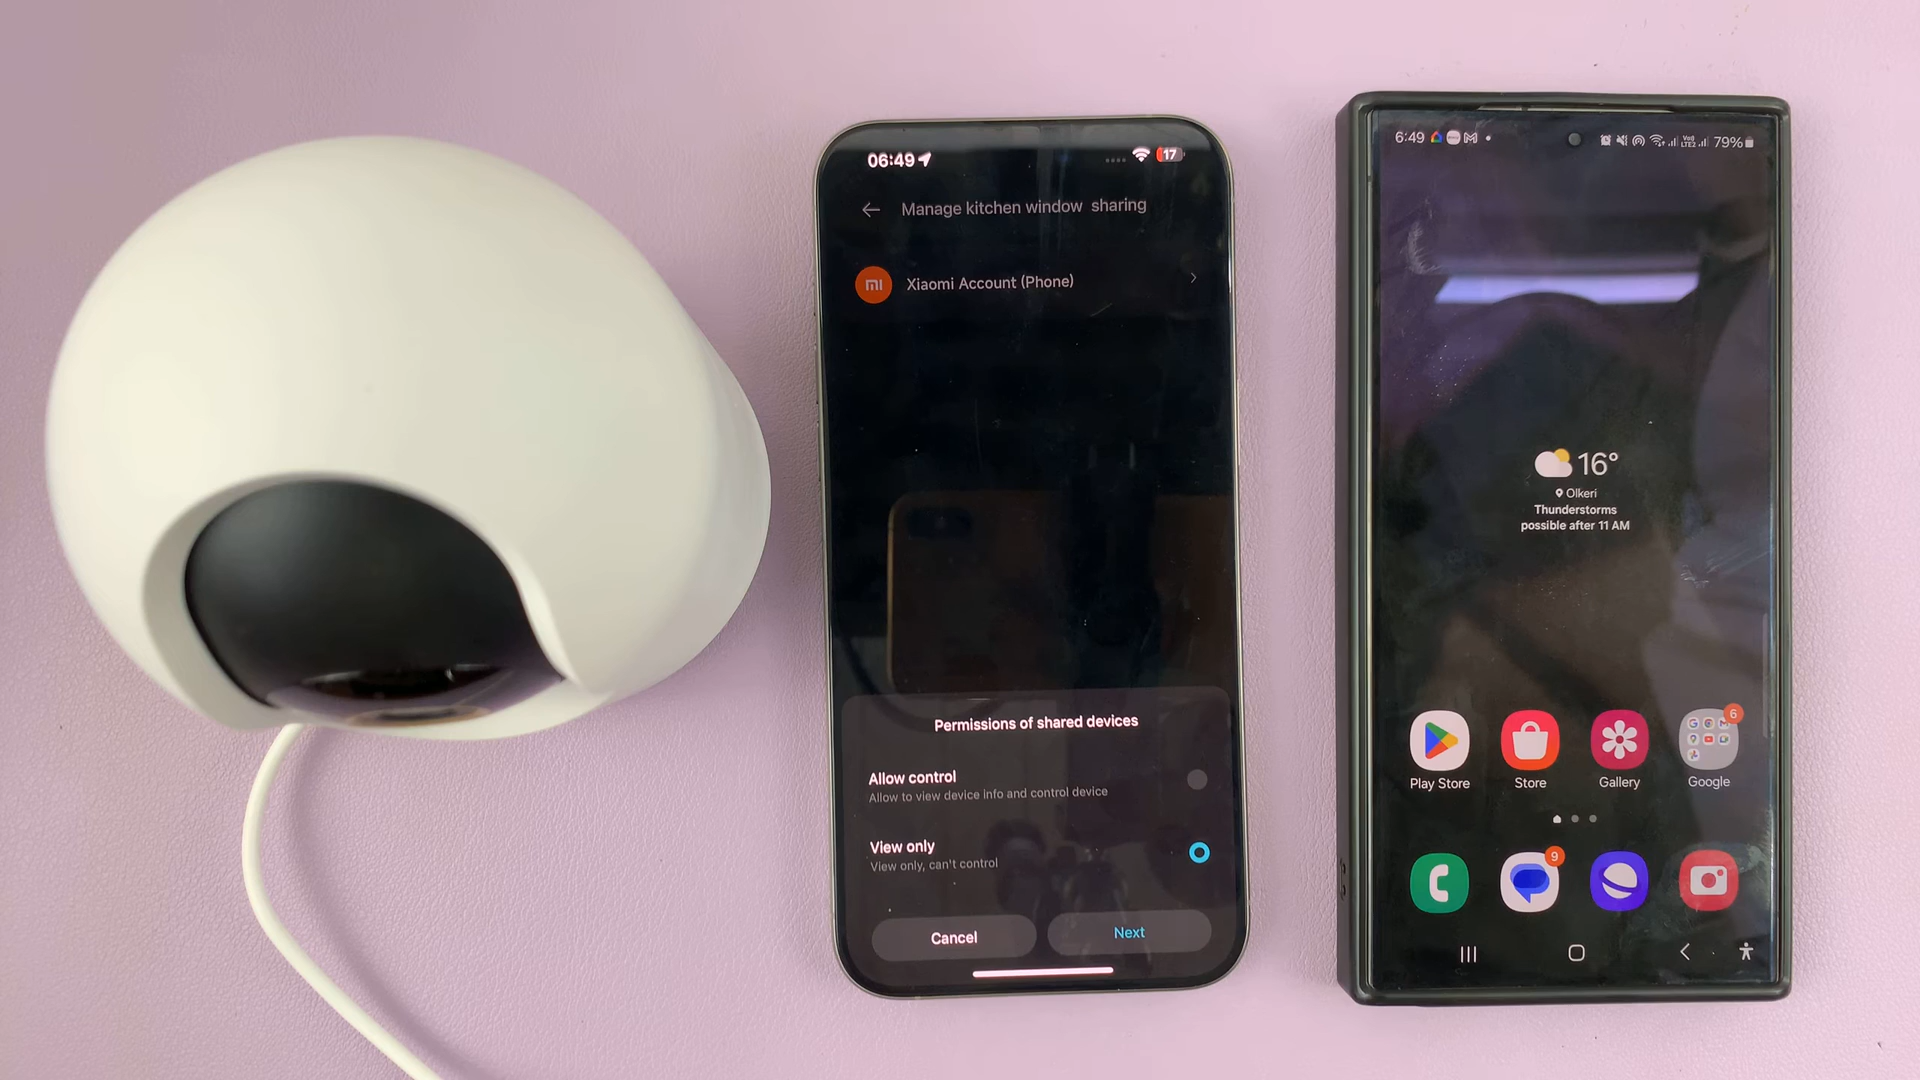 06:49
17
Manage kitchen window sharing
mi
Xiaomi Account (Phone)
Permissions of shared devices
Allow control
Allow to view device info and control device
View only
View only, can't control
Cancel
Next
6:49
79%
16°
Olkeri
Thunderstorms
possible after 11 AM
6
Play Store
Store
Gallery
Google
9